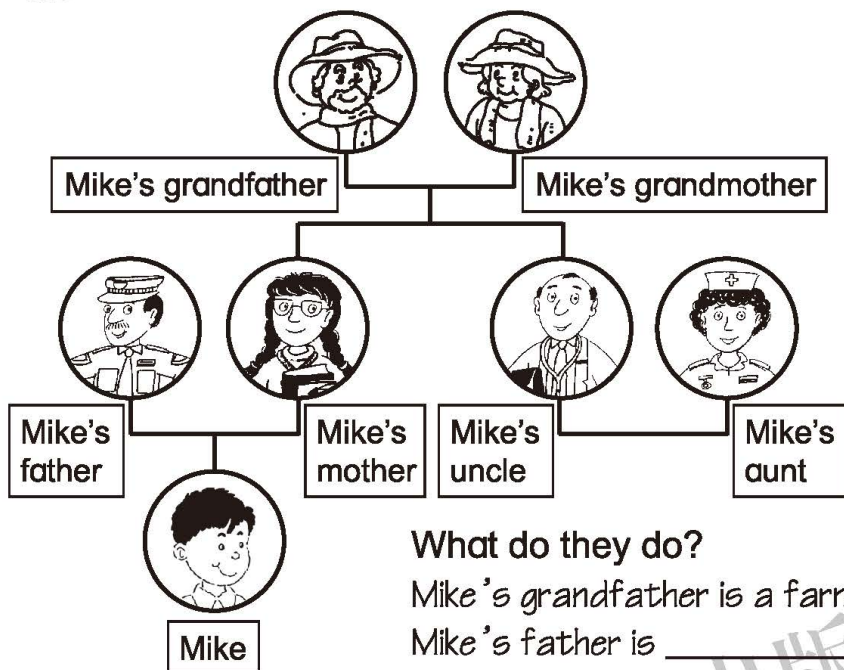 Mike's grandfather
Mike's grandmother
Mike's
father
Mike's
mother
Mike's
uncle
Mike's
aunt
Mike
What do they do?
Mike's grandfather is a
Mike's father is